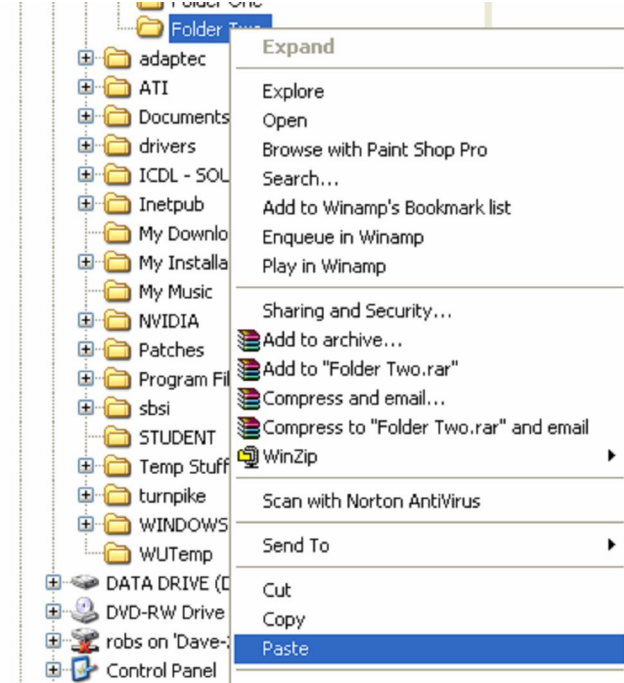 Folder One
Folder Two
adaptec
ATI
Documents
drivers
ICDL - SOL
Inetpub
My Downlo
My Installa
My Music
NVIDIA
Patches
Program Fil
sbsi
STUDENT
Temp Stuff
turnpike
WINDOWS
WUTemp
DATA DRIVE (D
DVD-RW Drive
robs on 'Dave-
Control Panel
Expand
Explore
Open
Browse with Paint Shop Pro
Search...
Add to Winamp's Bookmark list
Enqueue in Winamp
Play in Winamp
Sharing and Security...
Add to archive...
Add to "Folder Two.rar"
Compress and email...
Compress to "Folder Two.rar" and email
WinZip
Scan with Norton AntiVirus
Send To
Cut
Copy
Paste